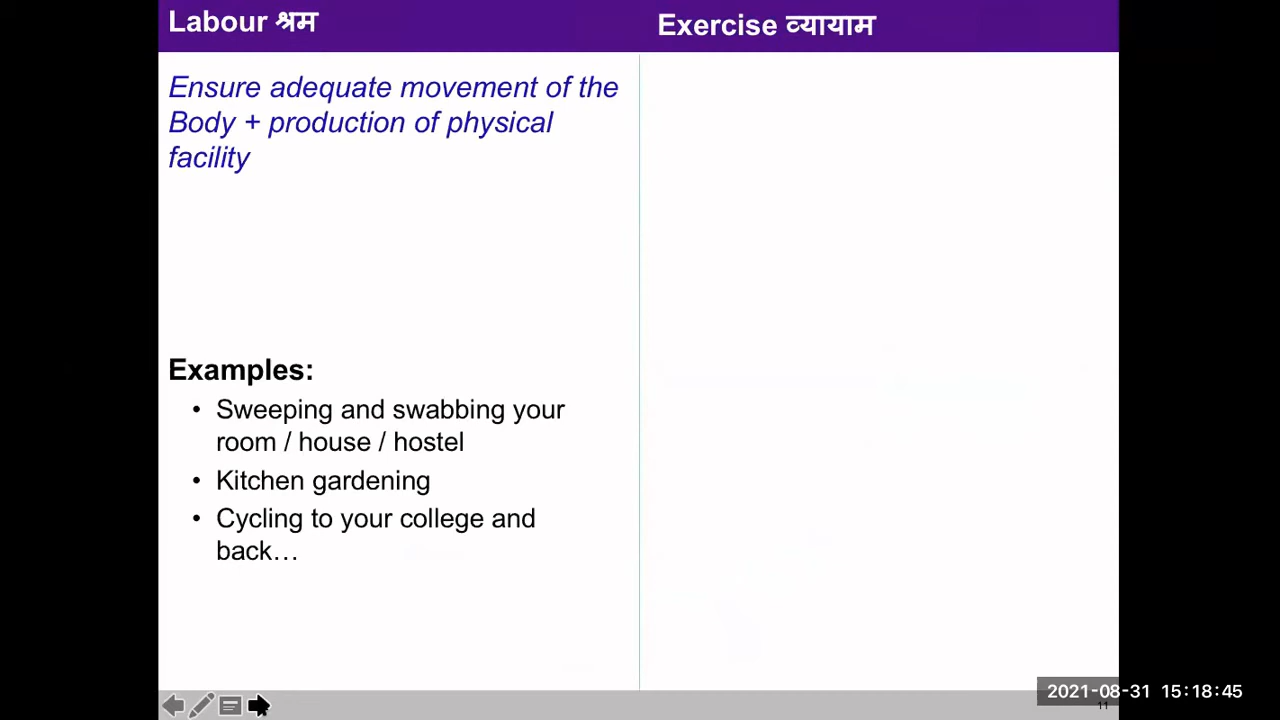 Labour श्रम
Exercise व्यायाम
Ensure adequate movement of the
Body + production of physical
facility
Examples:
• Sweeping and swabbing your
room / house / hostel
• Kitchen gardening
• Cycling to your college and
back…
2021-08-31 15:18:45
11